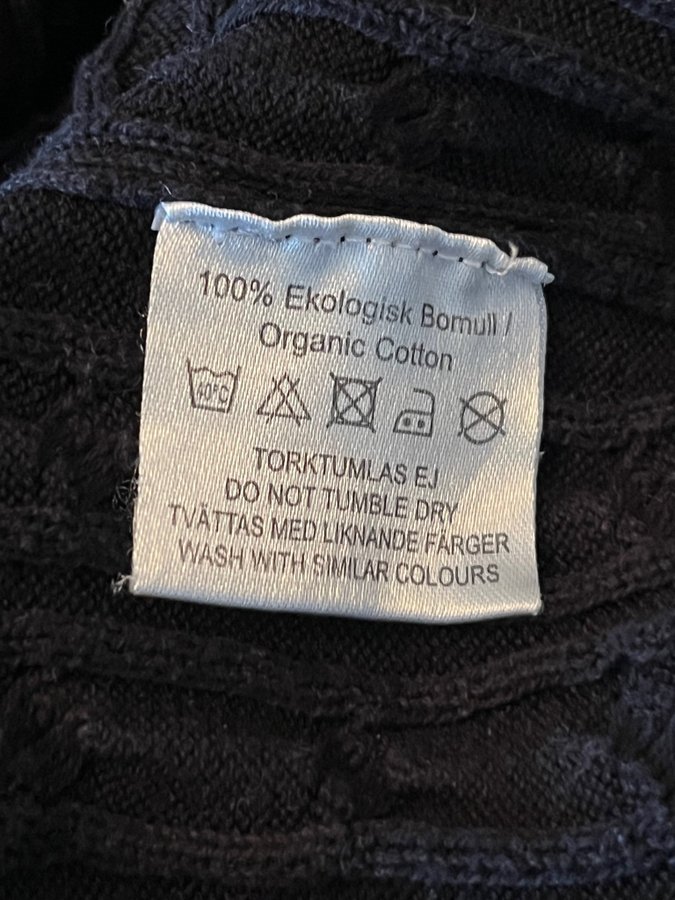 100% Ekologisk Bomull /
Organic Cotton
40°C
TORKTUMLAS EJ
DO NOT TUMBLE DRY
TVÄTTAS MED LIKNANDE FÄRGER
WASH WITH SIMILAR COLOURS